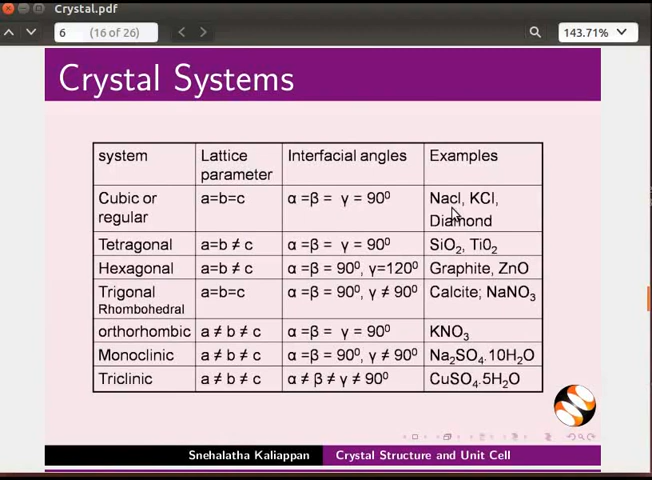 Crystal.pdf
6 (16 of 26) 143.71%
Crystal Systems
system Lattice parameter Interfacial angles Examples
Cubic or regular a=b=c α =β = γ = 90⁰ Nacl, KCl, Diamond
Tetragonal a=b ≠ c α =β = γ = 90⁰ SiO₂, Ti0₂
Hexagonal a=b ≠ c α =β = 90⁰, γ=120⁰ Graphite, ZnO
Trigonal Rhombohedral a=b=c α =β = 90⁰, γ ≠ 90⁰ Calcite; NaNO₃
orthorhombic a ≠ b ≠ c α =β = γ = 90⁰ KNO₃
Monoclinic a ≠ b ≠ c α =β = 90⁰, γ ≠ 90⁰ Na₂SO₄.10H₂O
Triclinic a ≠ b ≠ c α ≠ β ≠ γ ≠ 90⁰ CuSO₄.5H₂O
Snehalatha Kaliappan Crystal Structure and Unit Cell